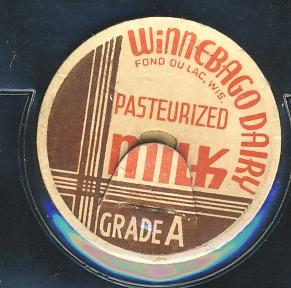 WINNEBAGO DAIRY
FOND DU LAC, WIS.
PASTEURIZED
MILK
GRADE A